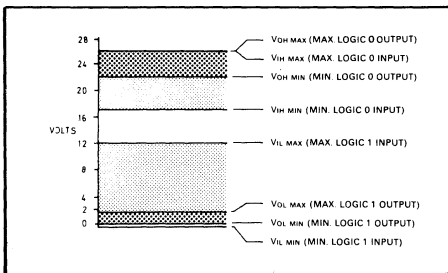 28
24
20
16
VOLTS
12
8
4
2
0
VOH MAX (MAX. LOGIC 0 OUTPUT)
VIH MAX (MAX. LOGIC 0 INPUT)
VOH MIN (MIN. LOGIC 0 OUTPUT)
VIH MIN (MIN. LOGIC 0 INPUT)
VIL MAX (MAX. LOGIC 1 INPUT)
VOL MAX (MAX. LOGIC 1 OUTPUT)
VOL MIN (MIN. LOGIC 1 OUTPUT)
VIL MIN (MIN. LOGIC 1 INPUT)